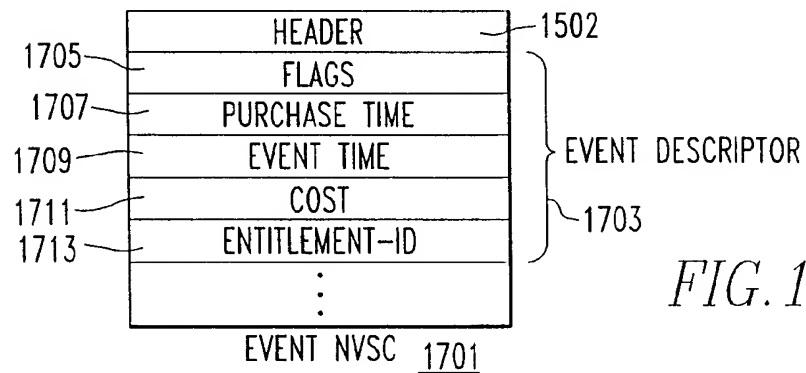 HEADER 1502
1705 FLAGS
1707 PURCHASE TIME
1709 EVENT TIME
EVENT DESCRIPTOR
1711 COST 1703
1713 ENTITLEMENT-ID
FIG. 1
EVENT NVSC 1701